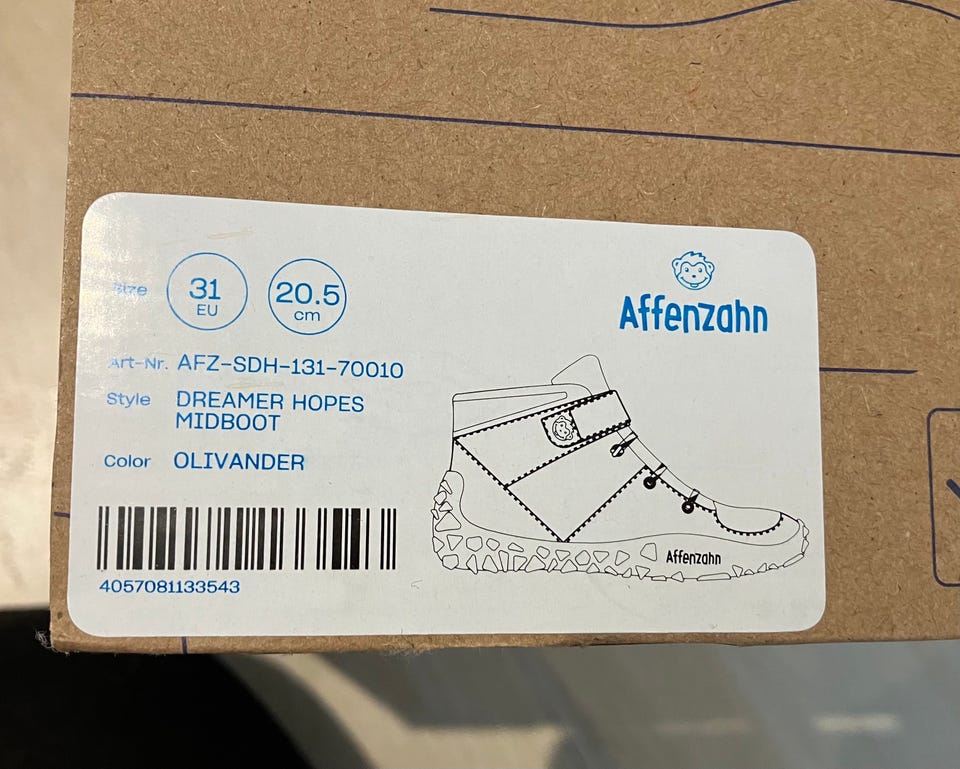 Size 31 EU 20.5 cm
Affenzahn
Art-Nr. AFZ-SDH-131-70010
Style DREAMER HOPES
MIDBOOT
Color OLIVANDER
Affenzahn
4057081133543